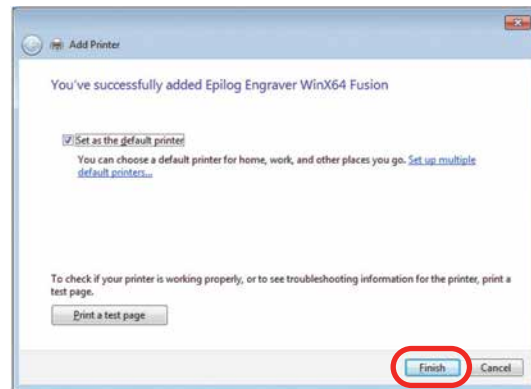 Add Printer
You've successfully added Epilog Engraver WinX64 Fusion
Set as the default printer
You can choose a default printer for home, work, and other places you go. Set up multiple
default printers...
To check if your printer is working properly, or to see troubleshooting information for the printer, print a
test page.
Print a test page
Finish Cancel